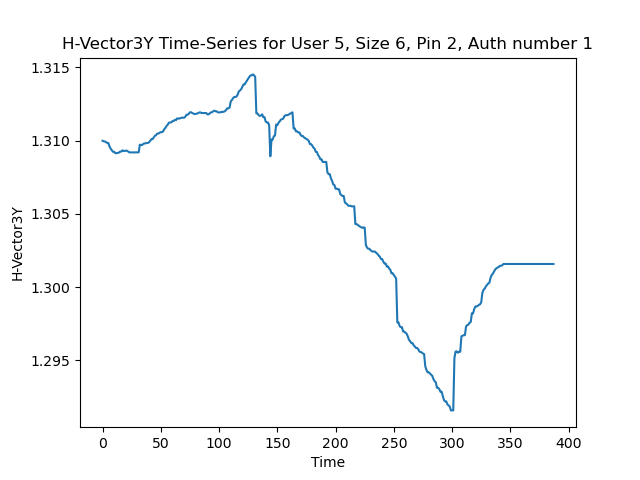 H-Vector3Y Time-Series for User 5, Size 6, Pin 2, Auth number 1
1.315
1.310
1.305
1.300
1.295
H-Vector3Y
0 50 100 150 200 250 300 350 400
Time